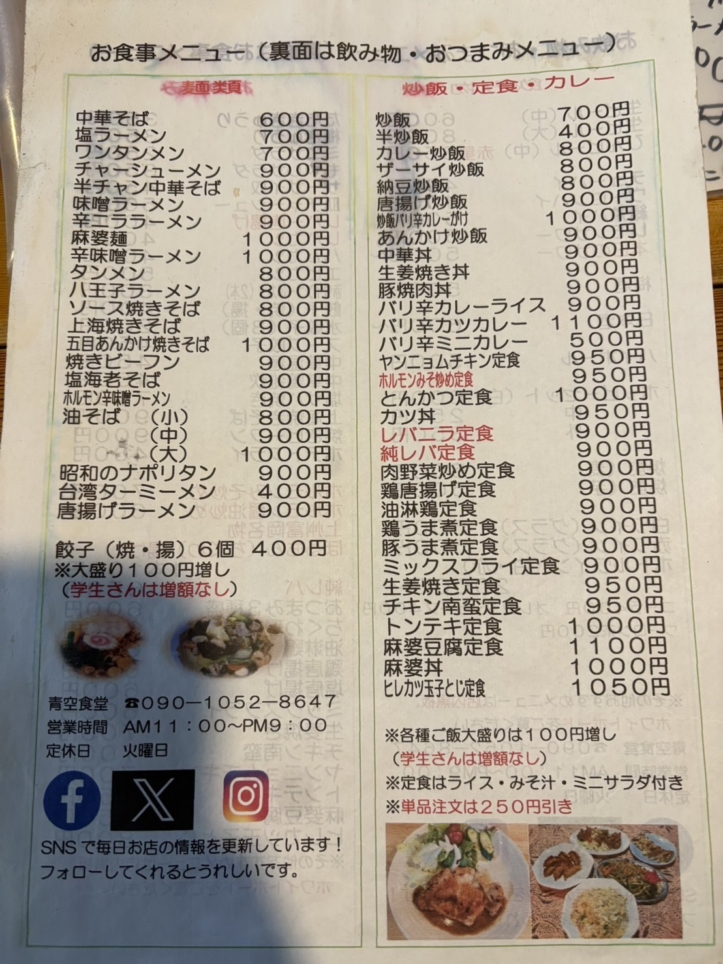 お食事メニュー（裏面は飲み物・おつまみメニュー）
麺類
中華そば 600円
塩ラーメン 700円
ワンタンメン 700円
チャーシューメン 900円
半チャン中華そば 900円
味噌ラーメン 900円
辛エララーメン 900円
麻婆麺 1000円
辛味噌ラーメン 1000円
タンメン 800円
八王子ラーメン 800円
ソース焼きそば 800円
上海焼きそば 900円
五目あんかけ焼きそば 1000円
焼きビーフン 900円
塩海老そば 900円
ホルモン辛味噌ラーメン 900円
油そば （小） 800円
（中） 900円
（大） 1000円
昭和のナポリタン 900円
台湾ターミーメン 400円
唐揚げラーメン 900円
餃子（焼・揚）6個 400円
※大盛り100円増し
（学生さんは増額なし）
青空食堂 ☎090－1052－8647
営業時間 AM11：00～PM9：00
定休日 火曜日
SNSで毎日お店の情報を更新しています！
フォローしてくれるとうれしいです。
炒飯・定食・カレー
炒飯 700円
半炒飯 400円
カレー炒飯 800円
ザーサイ炒飯 800円
納豆炒飯 800円
唐揚げ炒飯 900円
炒飯バリ辛カレーがけ 1000円
あんかけ炒飯 900円
中華丼 900円
生姜焼き丼 900円
豚焼肉丼 900円
バリ辛カレーライス 900円
バリ辛カツカレー 1100円
バリ辛ミニカレー 500円
ヤンニョムチキン定食 950円
ホルモンみそ炒め定食 950円
とんかつ定食 1000円
カツ丼 950円
レバニラ定食 900円
純レバ定食 900円
肉野菜炒め定食 900円
鶏唐揚げ定食 900円
油淋鶏定食 900円
鶏うま煮定食 900円
豚うま煮定食 900円
ミックスフライ定食 900円
生姜焼き定食 950円
チキン南蛮定食 950円
トンテキ定食 1000円
麻婆豆腐定食 1100円
麻婆丼 1000円
ヒレカツ玉子とじ定食 1050円
※各種ご飯大盛りは100円増し
（学生さんは増額なし）
※定食はライス・みそ汁・ミニサラダ付き
※単品注文は250円引き